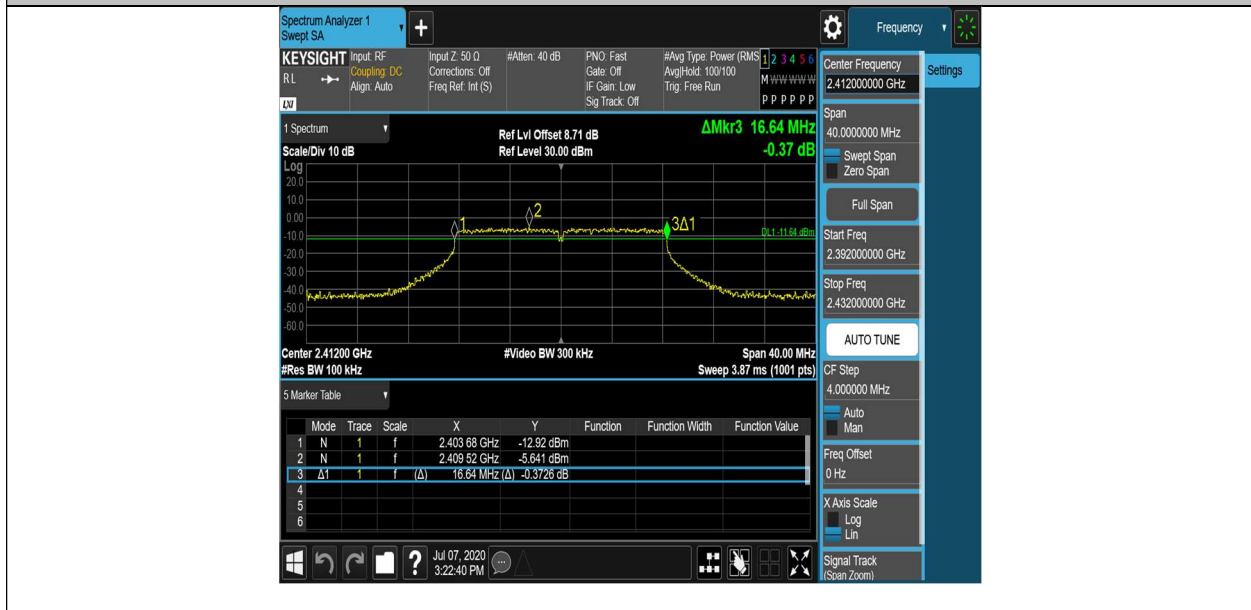 Spectrum Analyzer 1
Swept SA
+
Frequency
KEYSIGHT
RL
LXI
Input: RF
Coupling: DC
Align: Auto
Input Z: 50 Ω
Corrections: Off
Freq Ref: Int (S)
#Atten: 40 dB
PNO: Fast
Gate: Off
IF Gain: Low
Sig Track: Off
#Avg Type: Power (RMS
Avg|Hold: 100/100
Trig: Free Run
1 2 3 4 5 6
M W W W W W
P P P P P P
Center Frequency
2.412000000 GHz
Settings
Span
40.0000000 MHz
Swept Span
Zero Span
Full Span
Start Freq
2.392000000 GHz
Stop Freq
2.432000000 GHz
AUTO TUNE
CF Step
4.000000 MHz
Auto
Man
Freq Offset
0 Hz
X Axis Scale
Log
Lin
Signal Track
(Span Zoom)
1 Spectrum
Scale/Div 10 dB
Ref Lvl Offset 8.71 dB
Ref Level 30.00 dBm
ΔMkr3 16.64 MHz
-0.37 dB
Log
20.0
10.0
0.00
-10.0
-20.0
-30.0
-40.0
-50.0
-60.0
1
2
3Δ1
DL1 -11.64 dBm
Center 2.41200 GHz
#Video BW 300 kHz
Span 40.00 MHz
#Res BW 100 kHz
Sweep 3.87 ms (1001 pts)
5 Marker Table
Mode Trace Scale X Y Function Function Width Function Value
1 N 1 f 2.403 68 GHz -12.92 dBm
2 N 1 f 2.409 52 GHz -5.641 dBm
3 Δ1 1 f (Δ) 16.64 MHz (Δ) -0.3726 dB
4
5
6
?
Jul 07, 2020
3:22:40 PM